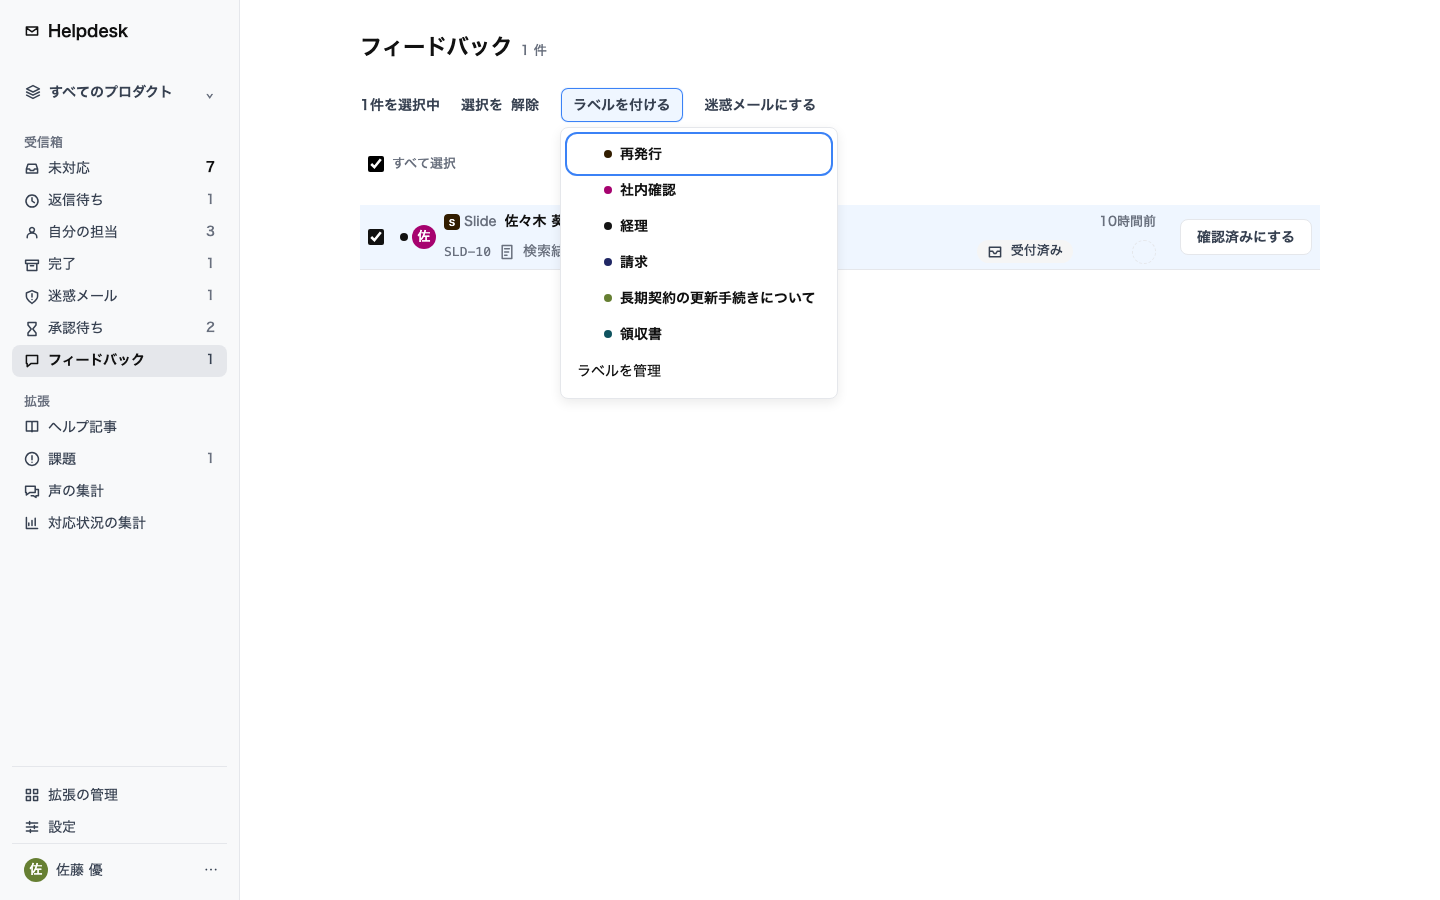 Helpdesk
すべてのプロダクト
受信箱
未対応 7
返信待ち 1
自分の担当 3
完了 1
迷惑メール 1
承認待ち 2
フィードバック 1
拡張
ヘルプ記事
課題 1
声の集計
対応状況の集計
拡張の管理
設定
佐 佐藤 優 …
フィードバック 1 件
1件を選択中 選択を 解除 ラベルを付ける 迷惑メールにする
すべて選択
再発行
社内確認
経理
請求
長期契約の更新手続きについて
領収書
ラベルを管理
佐 S Slide 佐々木 10時間前
SLD-10 検索 受付済み
確認済みにする